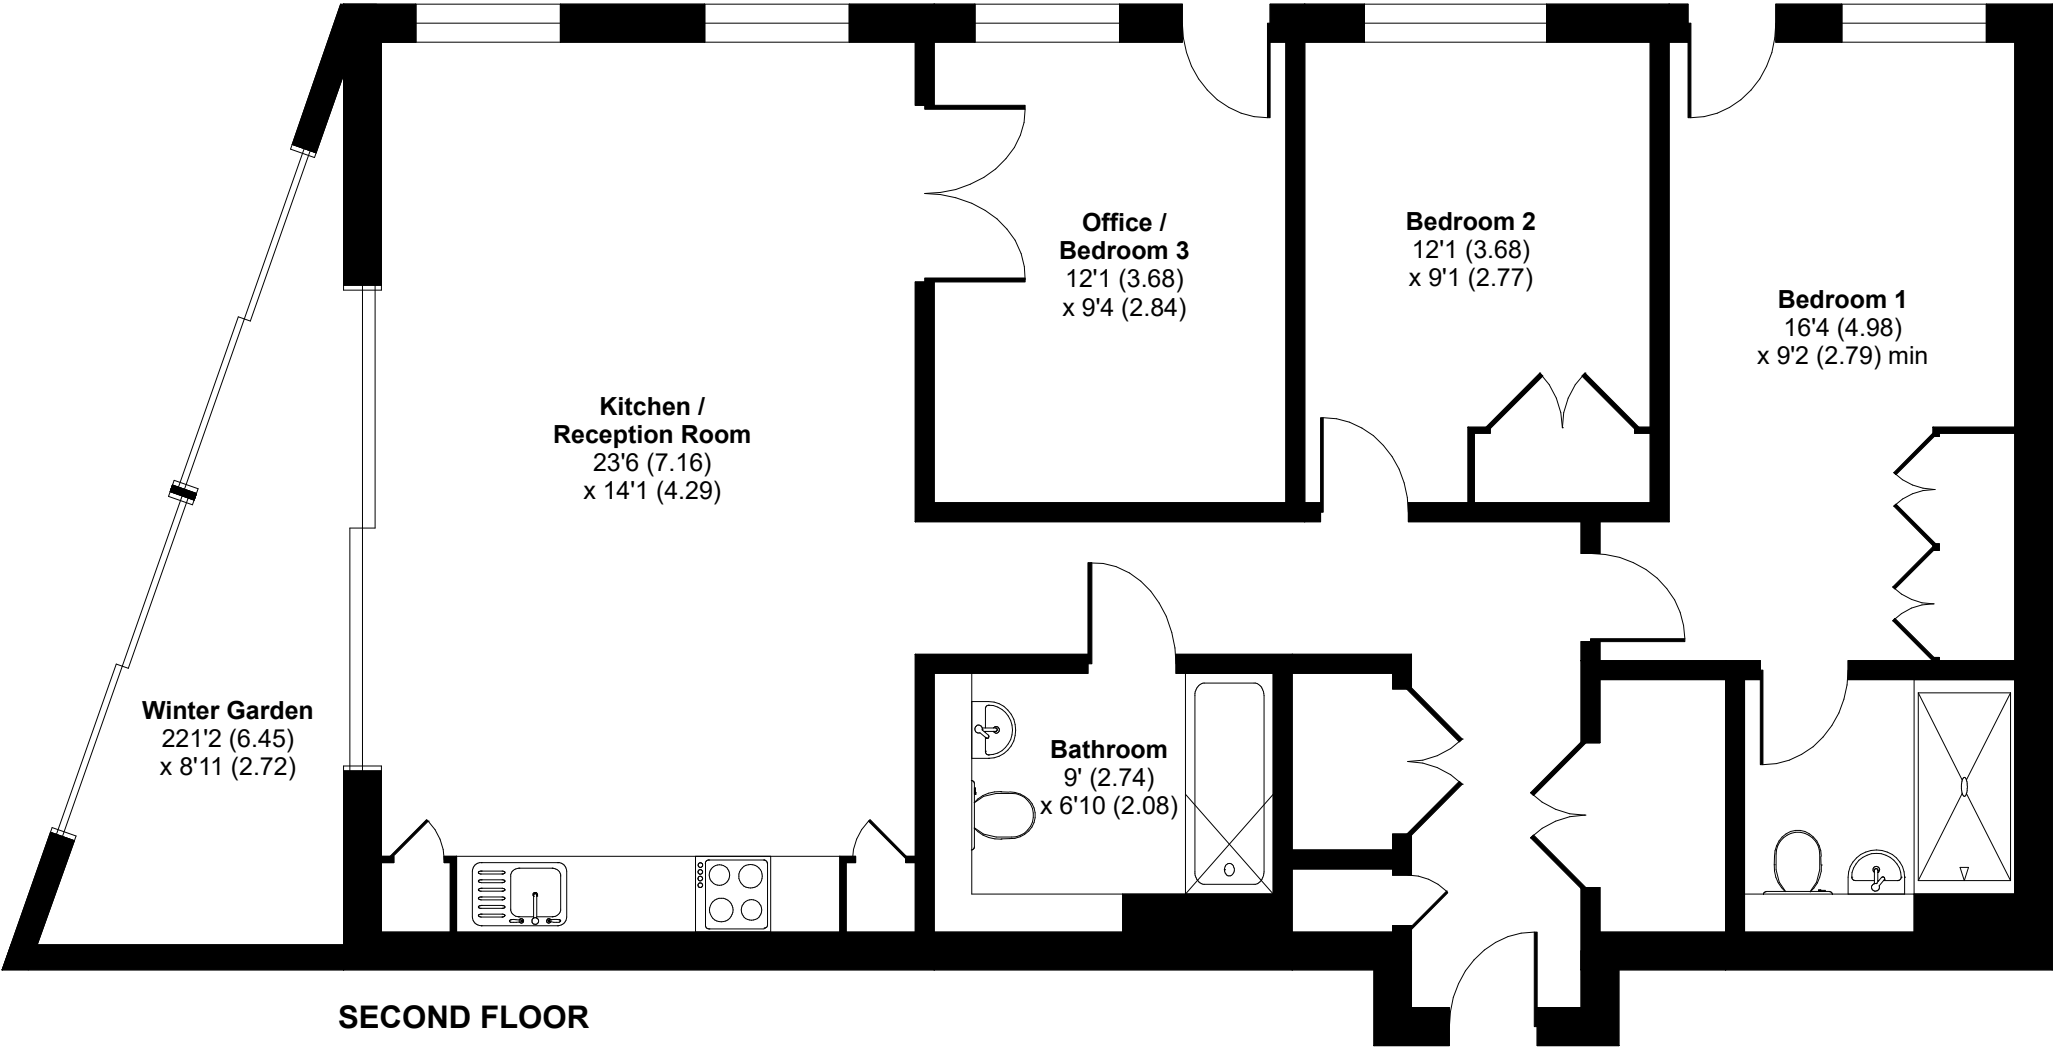 Office /
Bedroom 3
12'1 (3.68)
x 9'4 (2.84)
Bedroom 2
12'1 (3.68)
x 9'1 (2.77)
Bedroom 1
16'4 (4.98)
x 9'2 (2.79) min
Kitchen /
Reception Room
23'6 (7.16)
x 14'1 (4.29)
Winter Garden
221'2 (6.45)
x 8'11 (2.72)
Bathroom
9' (2.74)
x 6'10 (2.08)
SECOND FLOOR